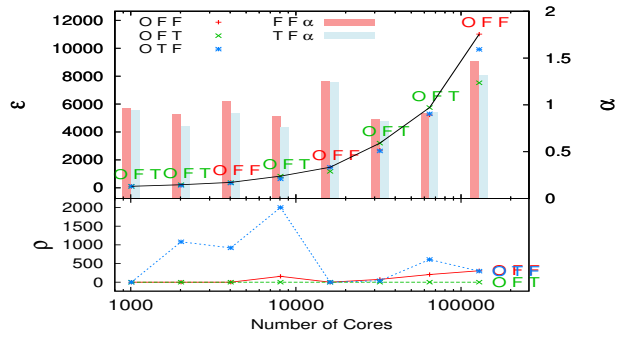 12000
10000
8000
6000
4000
2000
0
ε
OFF
OFT
OTF
FFα
TFα
2
1.5
1
0.5
0
α
OFT
OFT
OFF
OFT
OFF
OFT
OFT
OFF
2000
1500
1000
500
0
ρ
OTF
OFF
OFT
1000
10000
100000
Number of Cores